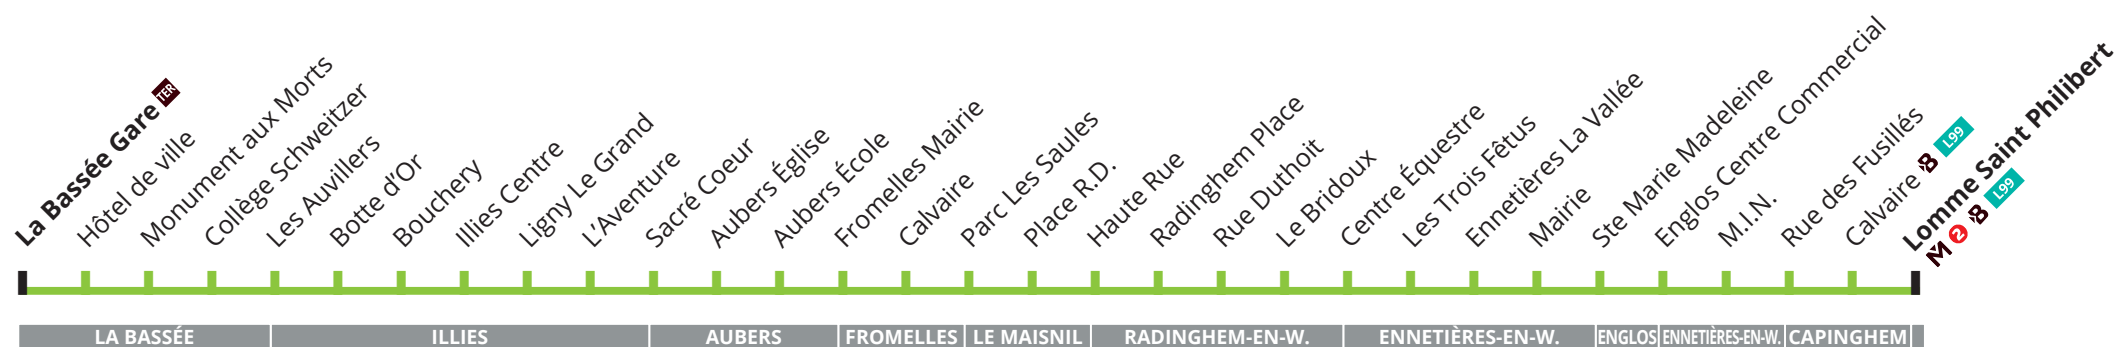 La Bassée Gare TER
Hôtel de ville
Monument aux Morts
Collège Schweitzer
Les Auvillers
Botte d'Or
Bouchery
Illies Centre
Ligny Le Grand
L'Aventure
Sacré Coeur
Aubers Église
Aubers École
Fromelles Mairie
Calvaire
Parc Les Saules
Place R.D.
Haute Rue
Radinghem Place
Rue Duthoit
Le Bridoux
Centre Équestre
Les Trois Fêtus
Ennetières La Vallée
Mairie
Ste Marie Madeleine
Englos Centre Commercial
M.I.N.
Rue des Fusillés
Calvaire B L99
Lomme Saint Philibert
M 2 B L99
LA BASSÉE
ILLIES
AUBERS
FROMELLES
LE MAISNIL
RADINGHEM-EN-W.
ENNETIÈRES-EN-W.
ENGLOS
ENNETIÈRES-EN-W.
CAPINGHEM